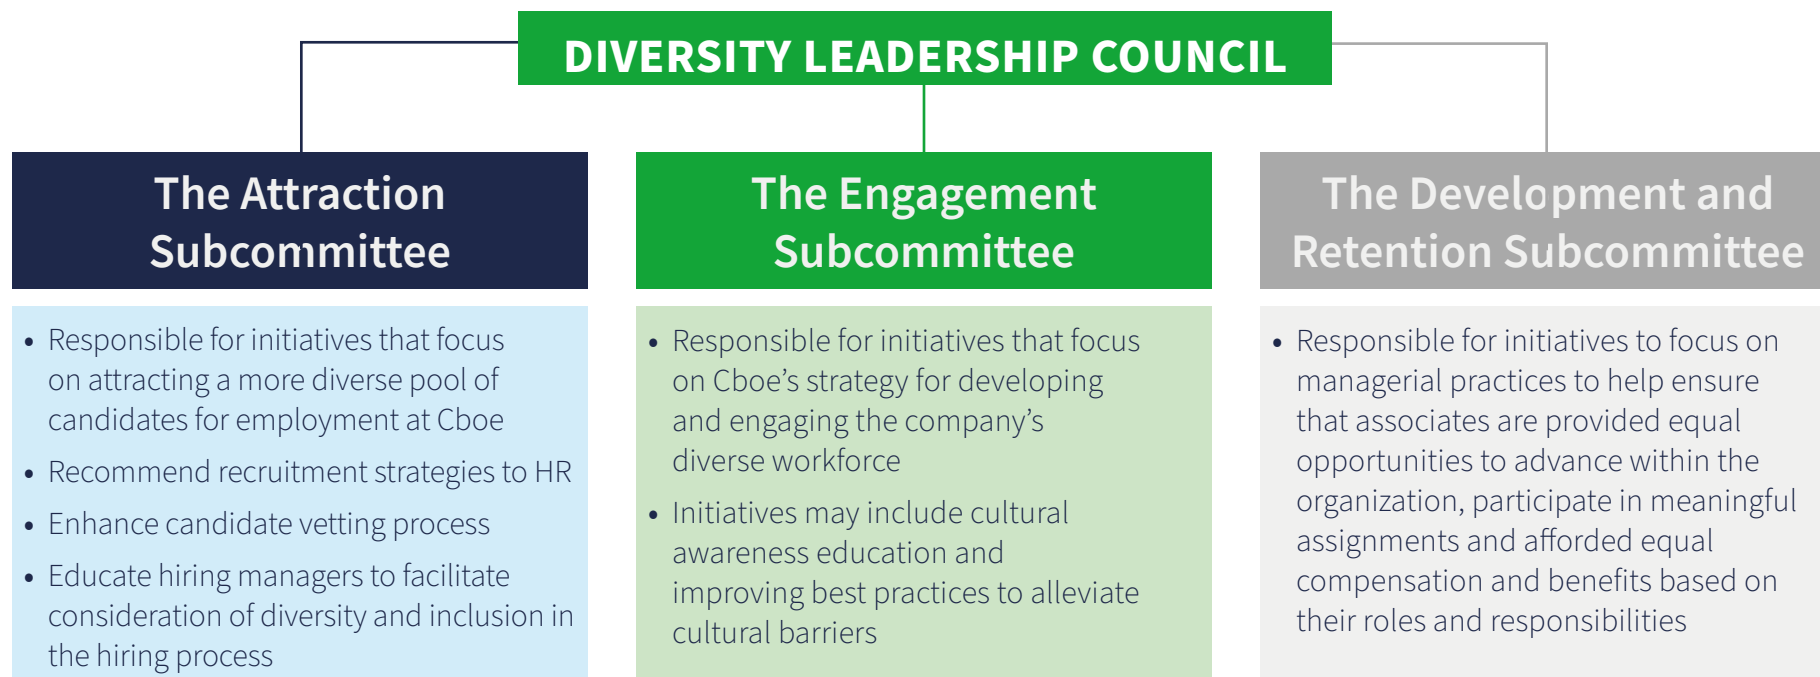 DIVERSITY LEADERSHIP COUNCIL
The Attraction
Subcommittee
• Responsible for initiatives that focus
on attracting a more diverse pool of
candidates for employment at Cboe
• Recommend recruitment strategies to HR
• Enhance candidate vetting process
• Educate hiring managers to facilitate
consideration of diversity and inclusion in
the hiring process
The Engagement
Subcommittee
• Responsible for initiatives that focus
on Cboe’s strategy for developing
and engaging the company’s
diverse workforce
• Initiatives may include cultural
awareness education and
improving best practices to alleviate
cultural barriers
The Development and
Retention Subcommittee
• Responsible for initiatives to focus on
managerial practices to help ensure
that associates are provided equal
opportunities to advance within the
organization, participate in meaningful
assignments and afforded equal
compensation and benefits based on
their roles and responsibilities